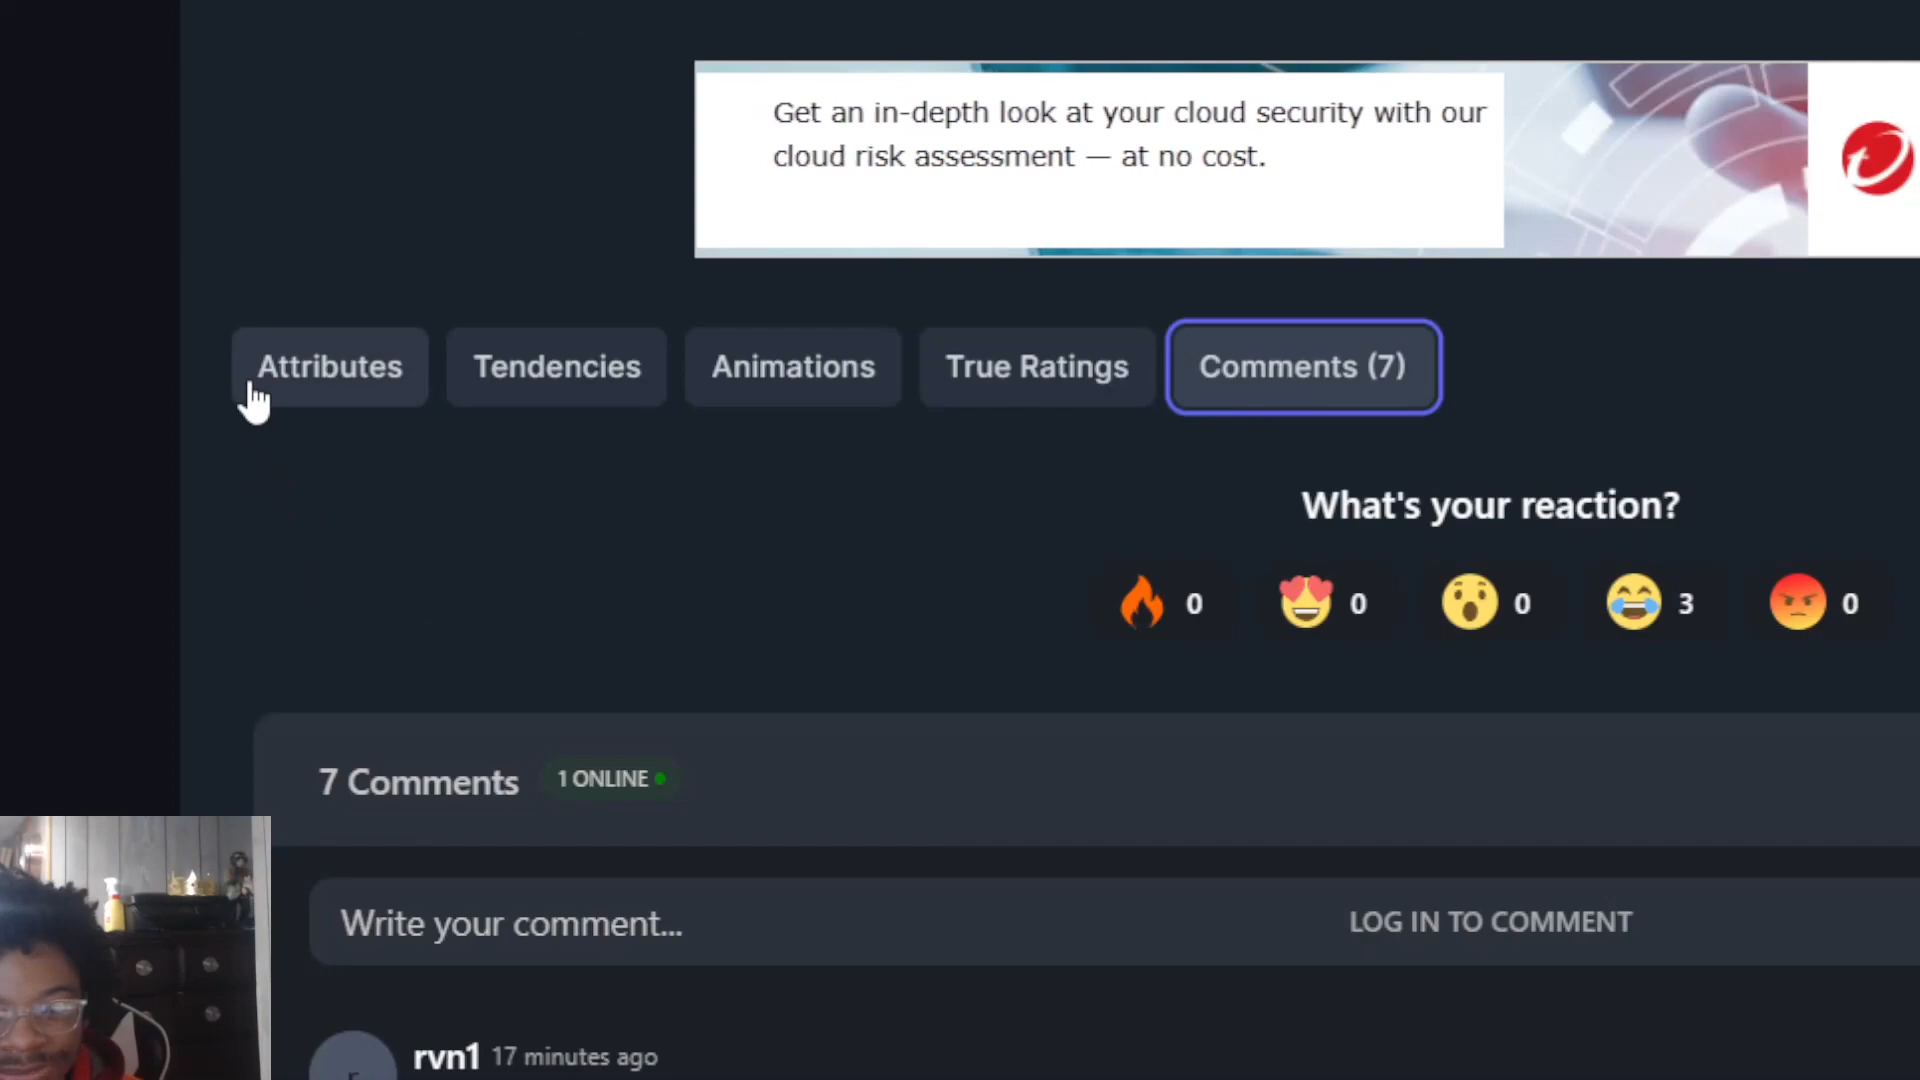 Get an in-depth look at your cloud security with our
cloud risk assessment — at no cost.
Attributes
Tendencies
Animations
True Ratings
Comments (7)
What's your reaction?
0
0
0
3
0
7 Comments
1 ONLINE
Write your comment...
LOG IN TO COMMENT
rvn1 17 minutes ago